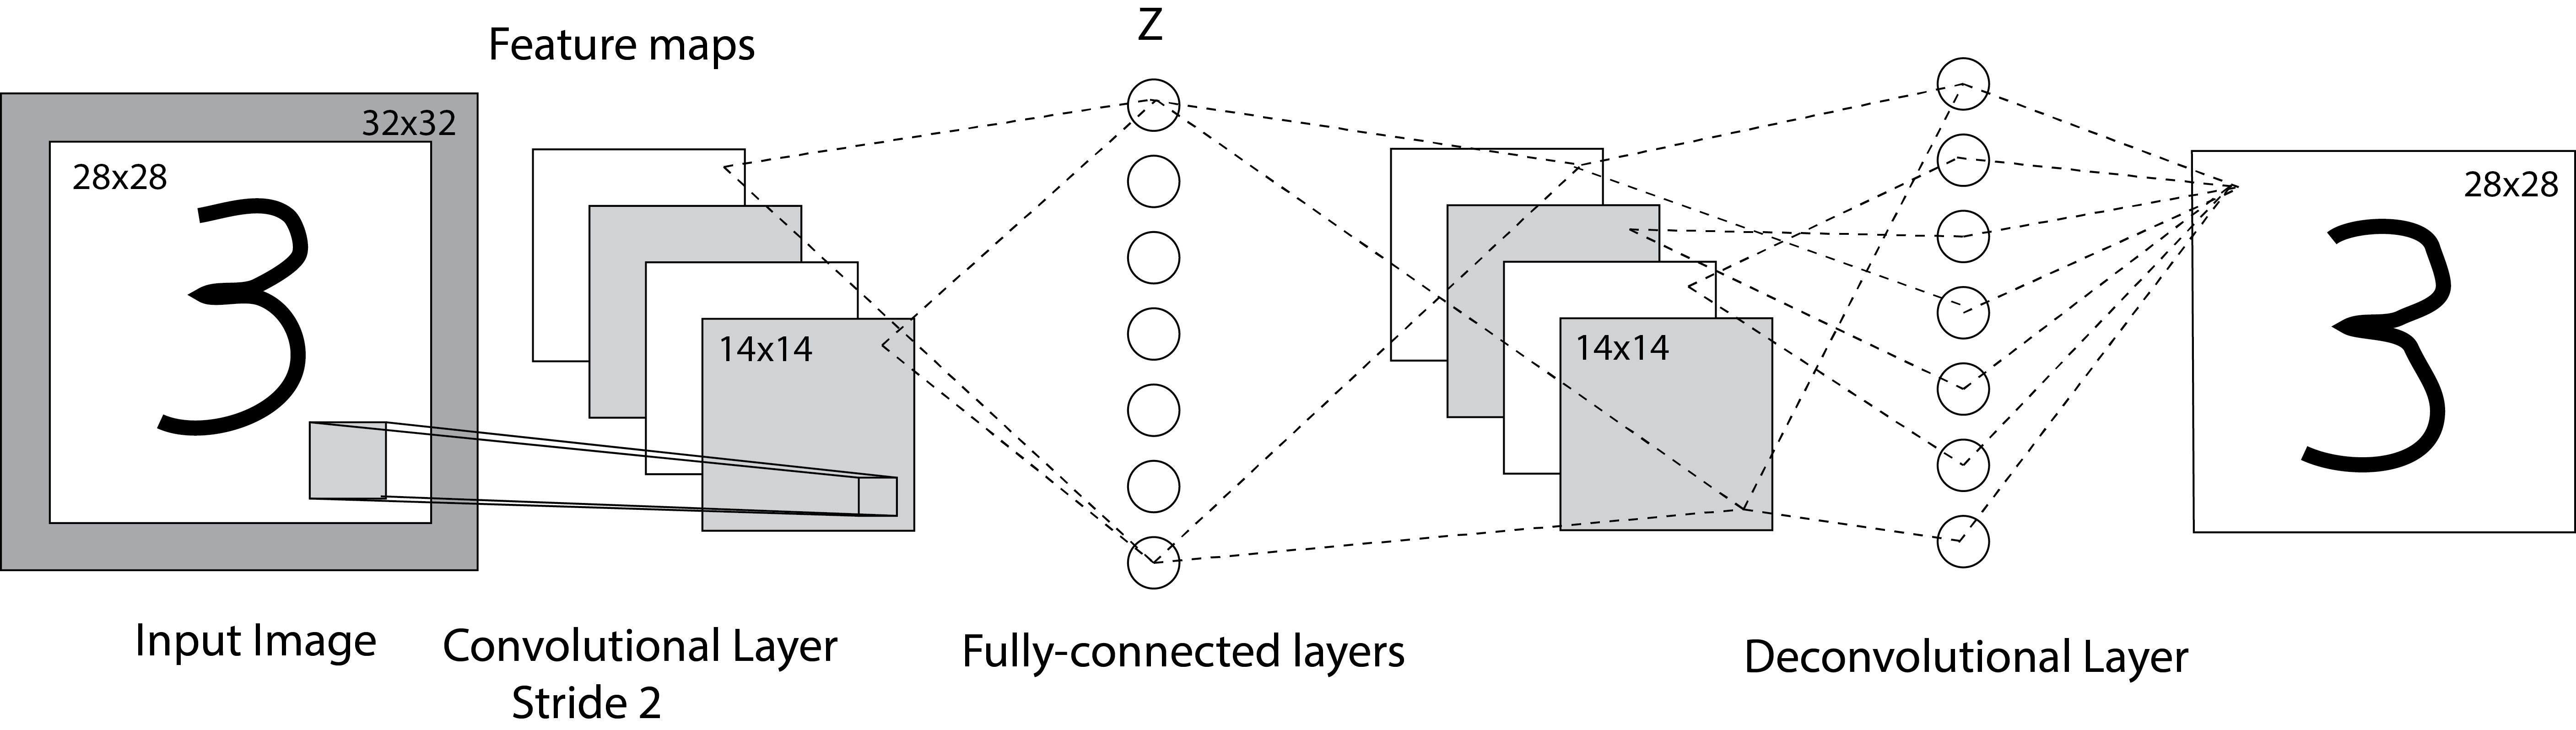 Z
Feature maps
32x32
28x28
3
14x14
14x14
28x28
3
Input Image
Convolutional Layer
Stride 2
Fully-connected layers
Deconvolutional Layer